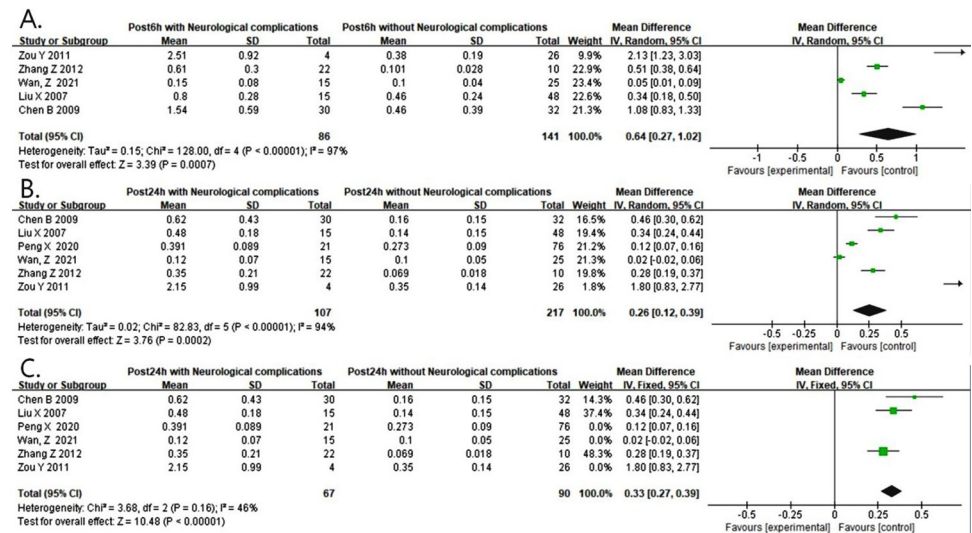 A.
Post6h with Neurological complications Post6h without Neurological complications Mean Difference Mean Difference
Study or Subgroup Mean SD Total Mean SD Total Weight IV, Random, 95% CI IV, Random, 95% CI
Zou Y 2011 2.51 0.92 4 0.38 0.19 26 9.9% 2.13 [1.23, 3.03]
Zhang Z 2012 0.61 0.3 22 0.101 0.028 10 22.9% 0.51 [0.38, 0.64]
Wan, Z 2021 0.15 0.08 15 0.1 0.04 25 23.4% 0.05 [0.01, 0.09]
Liu X 2007 0.8 0.28 15 0.46 0.24 48 22.6% 0.34 [0.18, 0.50]
Chen B 2009 1.54 0.59 30 0.46 0.39 32 21.3% 1.08 [0.83, 1.33]
Total (95% CI) 86 141 100.0% 0.64 [0.27, 1.02]
Heterogeneity: Tau² = 0.15; Chi² = 128.00, df = 4 (P < 0.00001); I² = 97%
Test for overall effect: Z = 3.39 (P = 0.0007)
-1 -0.5 0 0.5 1
Favours [experimental] Favours [control]
B.
Post24h with Neurological complications Post24h without Neurological complications Mean Difference Mean Difference
Study or Subgroup Mean SD Total Mean SD Total Weight IV, Random, 95% CI IV, Random, 95% CI
Chen B 2009 0.62 0.43 30 0.16 0.15 32 16.5% 0.46 [0.30, 0.62]
Liu X 2007 0.48 0.18 15 0.14 0.15 48 19.4% 0.34 [0.24, 0.44]
Peng X 2020 0.391 0.089 21 0.273 0.09 76 21.2% 0.12 [0.07, 0.16]
Wan, Z 2021 0.12 0.07 15 0.1 0.05 25 21.3% 0.02 [-0.02, 0.06]
Zhang Z 2012 0.35 0.21 22 0.069 0.018 10 19.8% 0.28 [0.19, 0.37]
Zou Y 2011 2.15 0.99 4 0.35 0.14 26 1.8% 1.80 [0.83, 2.77]
Total (95% CI) 107 217 100.0% 0.26 [0.12, 0.39]
Heterogeneity: Tau² = 0.02; Chi² = 82.83, df = 5 (P < 0.00001); I² = 94%
Test for overall effect: Z = 3.76 (P = 0.0002)
-0.5 -0.25 0 0.25 0.5
Favours [experimental] Favours [control]
C.
Post24h with Neurological complications Post24h without Neurological complications Mean Difference Mean Difference
Study or Subgroup Mean SD Total Mean SD Total Weight IV, Fixed, 95% CI IV, Fixed, 95% CI
Chen B 2009 0.62 0.43 30 0.16 0.15 32 14.3% 0.46 [0.30, 0.62]
Liu X 2007 0.48 0.18 15 0.14 0.15 48 37.4% 0.34 [0.24, 0.44]
Peng X 2020 0.391 0.089 21 0.273 0.09 76 0.0% 0.12 [0.07, 0.16]
Wan, Z 2021 0.12 0.07 15 0.1 0.05 25 0.0% 0.02 [-0.02, 0.06]
Zhang Z 2012 0.35 0.21 22 0.069 0.018 10 48.3% 0.28 [0.19, 0.37]
Zou Y 2011 2.15 0.99 4 0.35 0.14 26 0.0% 1.80 [0.83, 2.77]
Total (95% CI) 67 90 100.0% 0.33 [0.27, 0.39]
Heterogeneity: Chi² = 3.68, df = 2 (P = 0.16); I² = 46%
Test for overall effect: Z = 10.48 (P < 0.00001)
-0.5 -0.25 0 0.25 0.5
Favours [experimental] Favours [control]